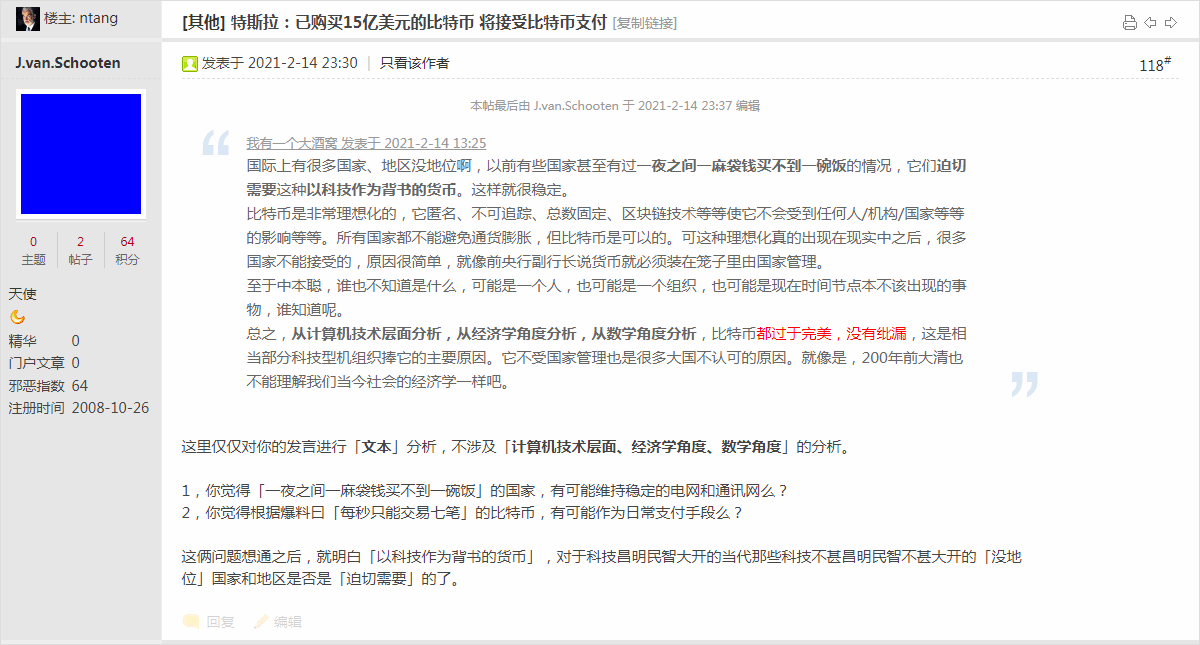 楼主: ntang
[其他] 特斯拉：已购买15亿美元的比特币 将接受比特币支付 [复制链接]
J.van.Schooten
发表于 2021-2-14 23:30 | 只看该作者
118#
0 2 64
主题 帖子 积分
天使
精华 0
门户文章 0
邪恶指数 64
注册时间 2008-10-26
本帖最后由 J.van.Schooten 于 2021-2-14 23:37 编辑
“
我有一个大酒窝 发表于 2021-2-14 13:25
国际上有很多国家、地区没地位啊，以前有些国家甚至有过一夜之间一麻袋钱买不到一碗饭的情况，它们迫切
需要这种以科技作为背书的货币。这样就很稳定。
比特币是非常理想化的，它匿名、不可追踪、总数固定、区块链技术等等使它不会受到任何人/机构/国家等等
的影响等等。所有国家都不能避免通货膨胀，但比特币是可以的。可这种理想化真的出现在现实中之后，很多
国家不能接受的，原因很简单，就像前央行副行长说货币就必须装在笼子里由国家管理。
至于中本聪，谁也不知道是什么，可能是一个人，也可能是一个组织，也可能是现在时间节点本不该出现的事
物，谁知道呢。
总之，从计算机技术层面分析，从经济学角度分析，从数学角度分析，比特币都过于完美，没有纰漏，这是相
当部分科技型机组织捧它的主要原因。它不受国家管理也是很多大国不认可的原因。就像是，200年前大清也
不能理解我们当今社会的经济学一样吧。
”
这里仅仅对你的发言进行「文本」分析，不涉及「计算机技术层面、经济学角度、数学角度」的分析。
1，你觉得「一夜之间一麻袋钱买不到一碗饭」的国家，有可能维持稳定的电网和通讯网么？
2，你觉得根据爆料曰「每秒只能交易七笔」的比特币，有可能作为日常支付手段么？
这俩问题想通之后，就明白「以科技作为背书的货币」，对于科技昌明民智大开的当代那些科技不甚昌明民智不甚大开的「没地
位」国家和地区是否是「迫切需要」的了。
回复 编辑